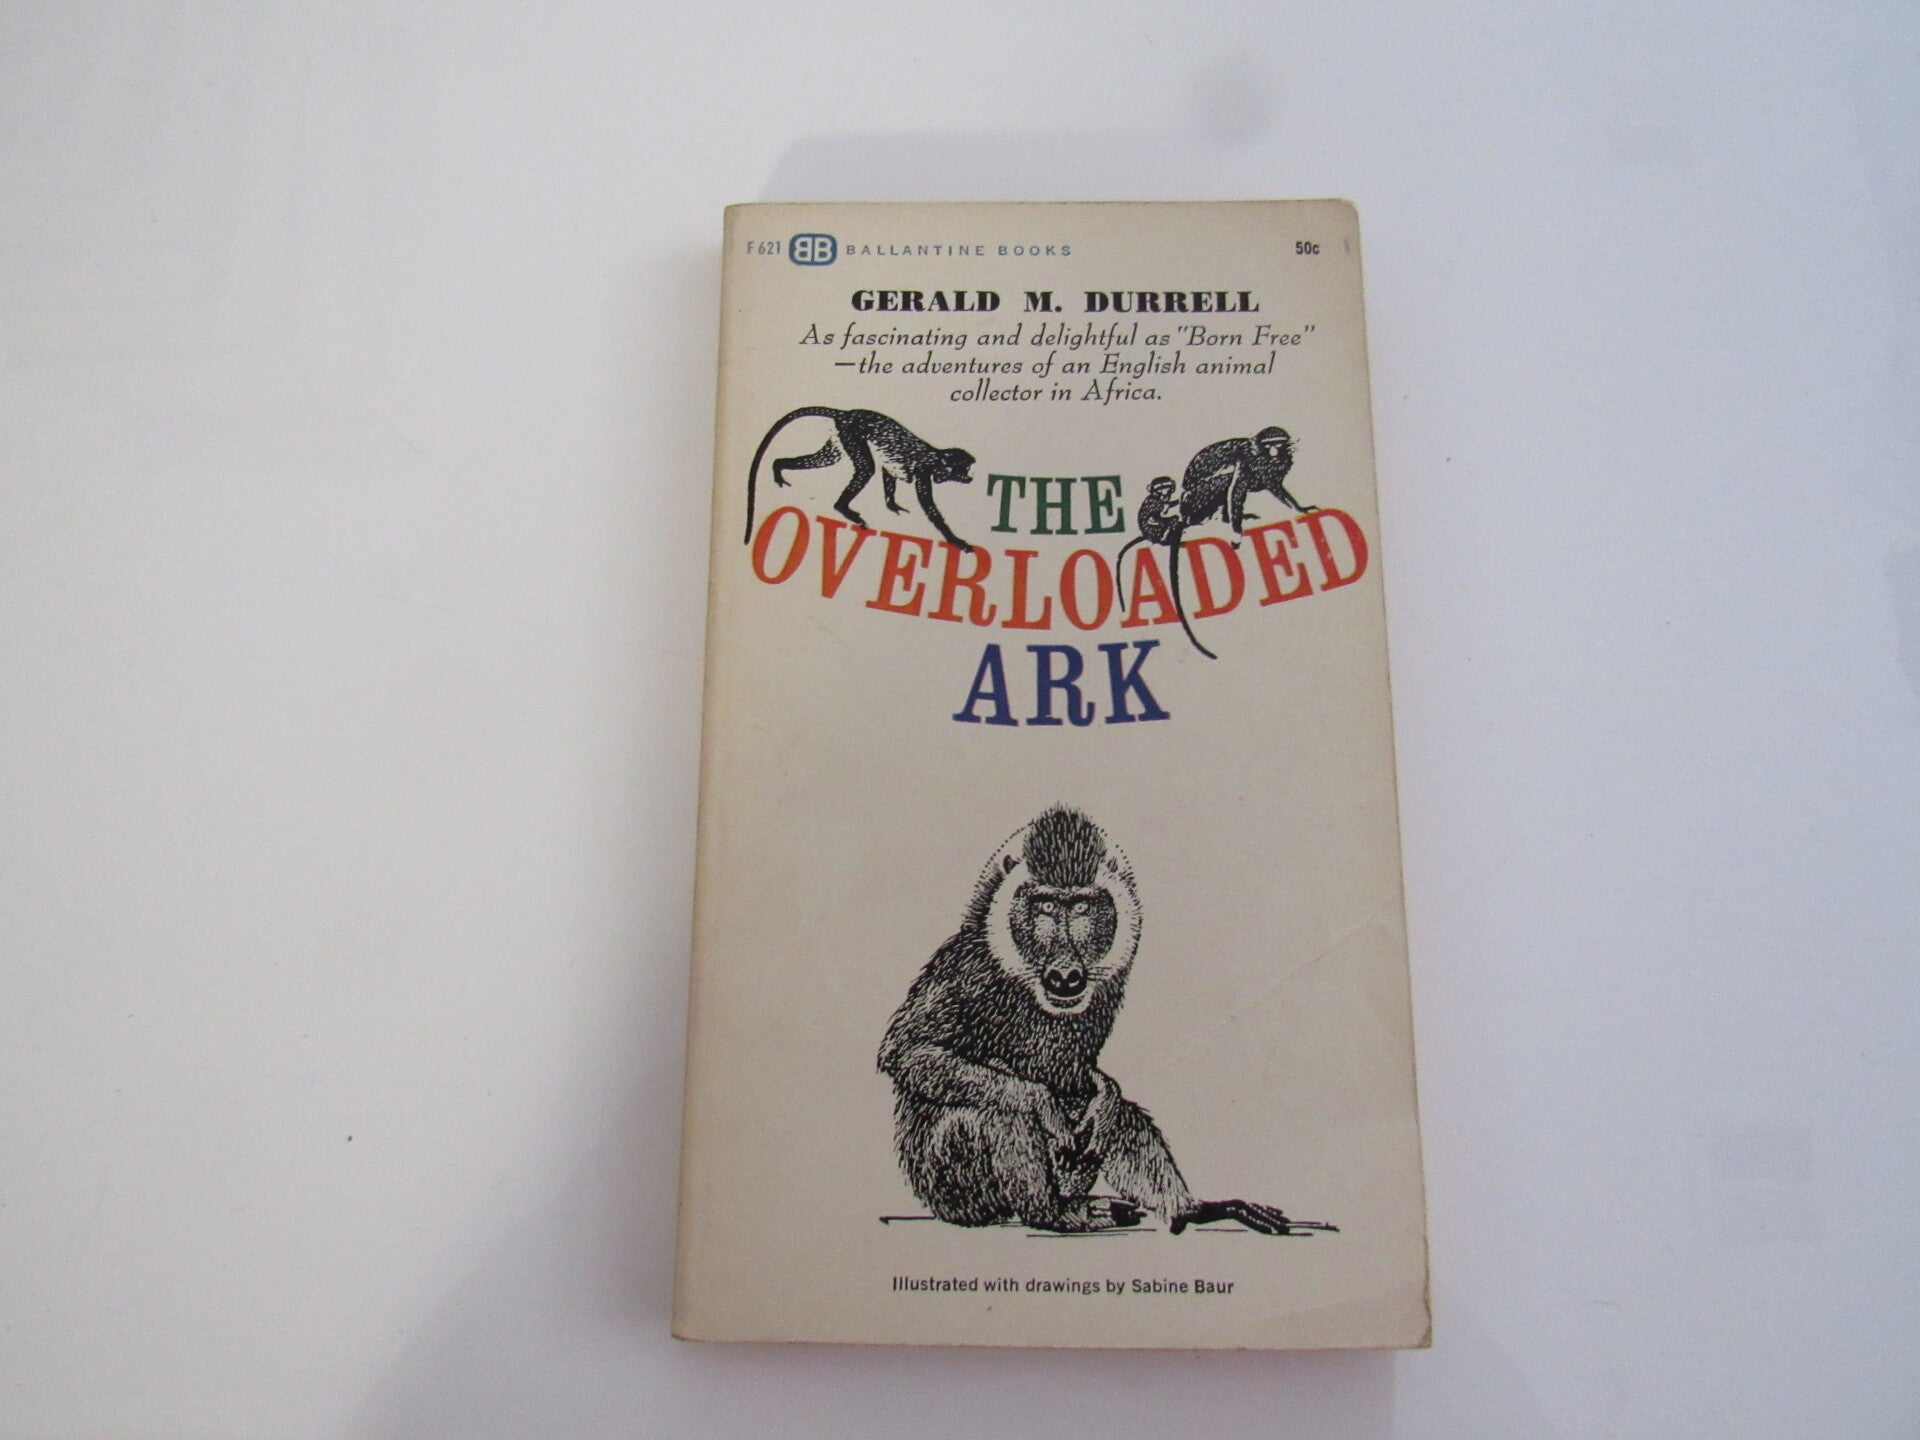 F 621 BB BALLANTINE BOOKS 50c
GERALD M. DURRELL
As fascinating and delightful as "Born Free"
—the adventures of an English animal
collector in Africa.
THE
OVERLOADED
ARK
Illustrated with drawings by Sabine Baur